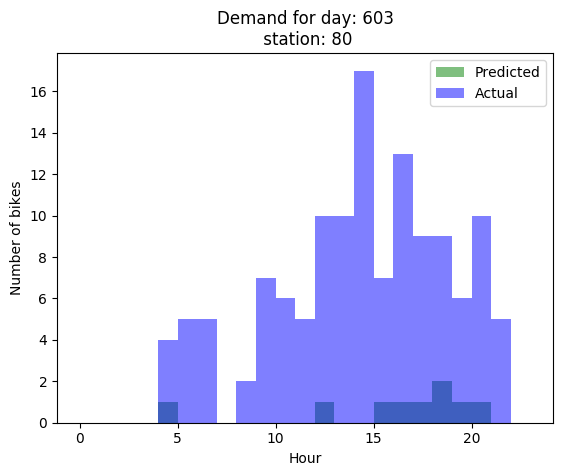 Demand for day: 603
station: 80
Predicted
Actual
Number of bikes
16
14
12
10
8
6
4
2
0
0 5 10 15 20
Hour